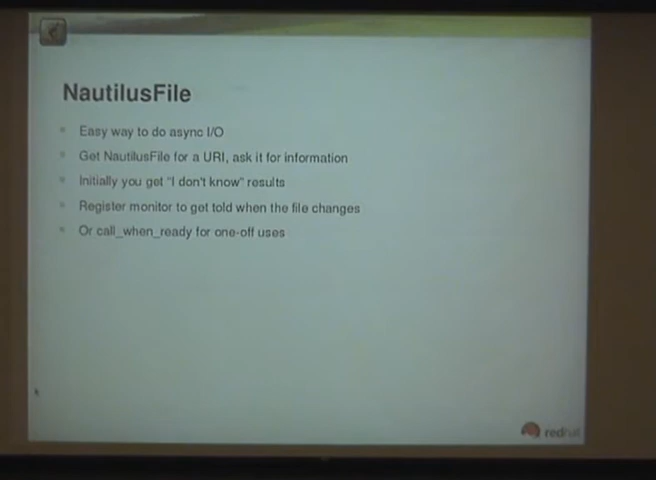 NautilusFile
Easy way to do async I/O
Get NautilusFile for a URI, ask it for information
Initially you get "I don't know" results
Register monitor to get told when the file changes
Or call_when_ready for one-off uses
redhat